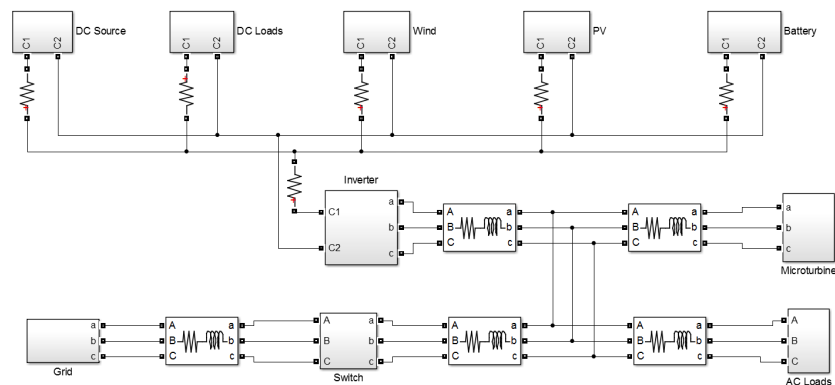 DC Source
DC Loads
Wind
PV
Battery
C1 C2
C1 C2
C1 C2
C1 C2
C1 C2
Inverter
C1 a
b
C2 c
A a
B b
C c
A a
B b
C c
a
b
c
Microturbine
a
b
c
Grid
A a
B b
C c
A a
B b
C c
Switch
A a
B b
C c
A a
B b
C c
A
B
C
AC Loads